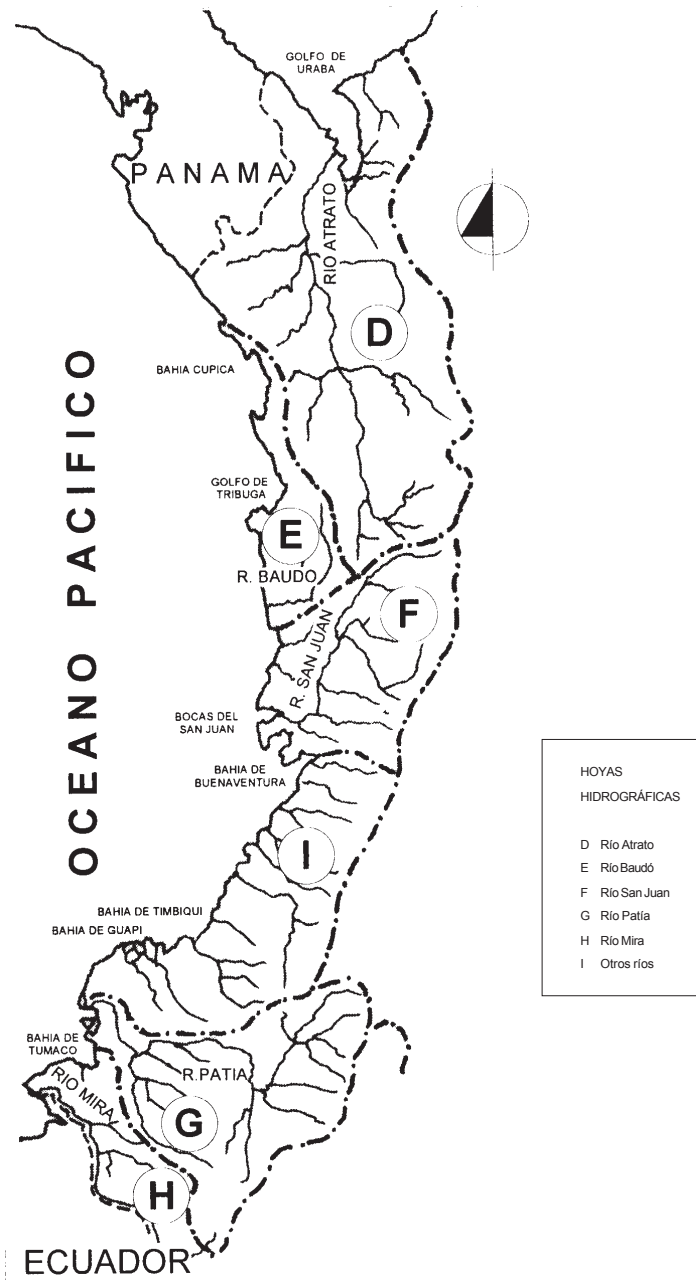 GOLFO DE
URABA
PANAMA
RIO ATRATO
D
BAHIA CUPICA
OCEANO PACIFICO
GOLFO DE
TRIBUGA
E
R. BAUDO
F
R. SAN JUAN
BOCAS DEL
SAN JUAN
BAHIA DE
BUENAVENTURA
I
BAHIA DE TIMBIQUI
BAHIA DE GUAPI
BAHIA DE
TUMACO
RIO MIRA
R.PATIA
G
H
ECUADOR
HOYAS
HIDROGRÁFICAS
D Río Atrato
E Río Baudó
F Río San Juan
G Río Patía
H Río Mira
I Otros ríos